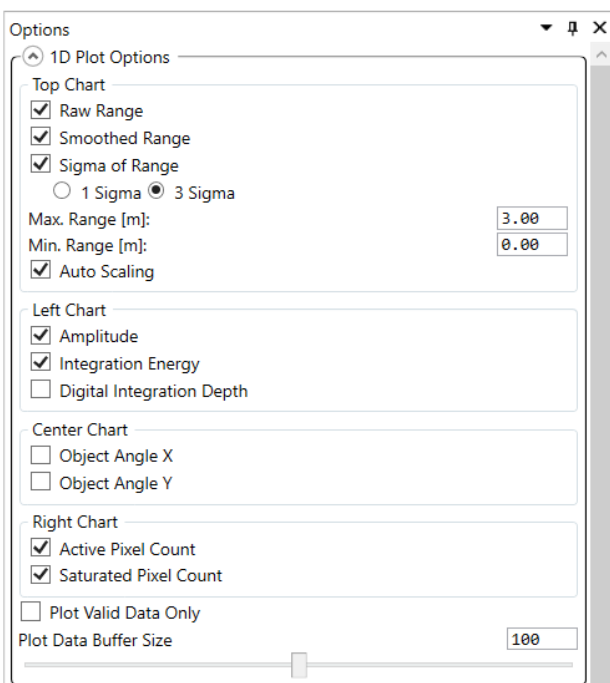 Options
1D Plot Options
Top Chart
Raw Range
Smoothed Range
Sigma of Range
1 Sigma 3 Sigma
Max. Range [m]: 3.00
Min. Range [m]: 0.00
Auto Scaling
Left Chart
Amplitude
Integration Energy
Digital Integration Depth
Center Chart
Object Angle X
Object Angle Y
Right Chart
Active Pixel Count
Saturated Pixel Count
Plot Valid Data Only
Plot Data Buffer Size 100